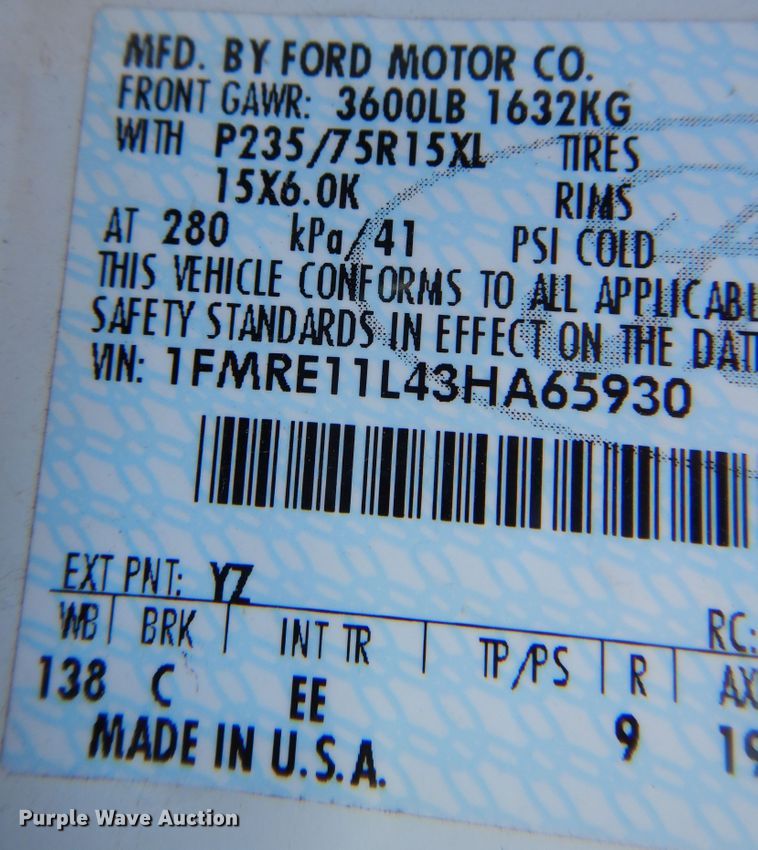 MFD. BY FORD MOTOR CO.
FRONT GAWR: 3600LB 1632KG
WITH P235/75R15XL TIRES
15X6.0K RIMS
AT 280 kPa/41 PSI COLD
THIS VEHICLE CONFORMS TO ALL APPLICABL
SAFETY STANDARDS IN EFFECT ON THE DAT
VIN: 1FMRE11L43HA65930
EXT PNT: YZ RC:
WB BRK INT TR TP/PS R AX
138 C EE 9 19
MADE IN U.S.A.
Purple Wave Auction